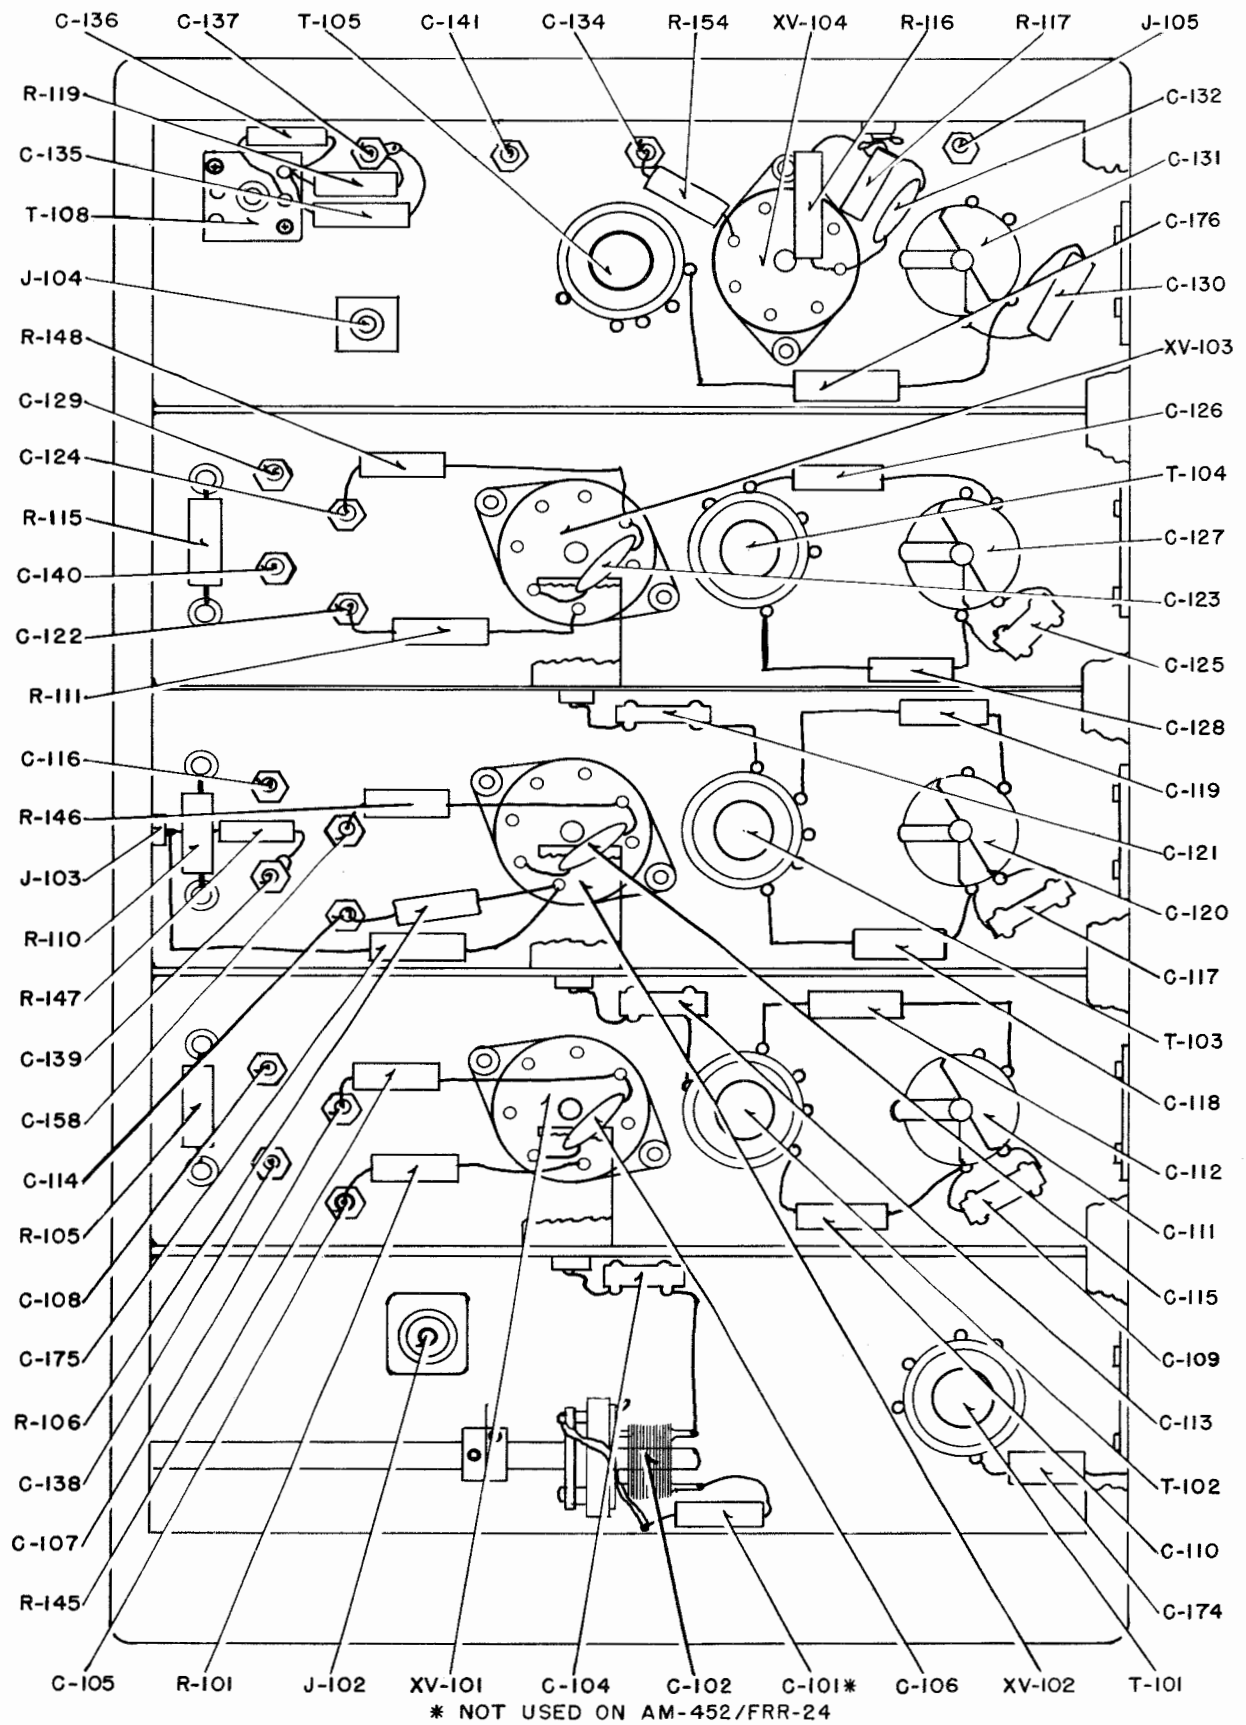 C-136 C-137 T-105 C-141 C-134 R-154 XV-104 R-116 R-117 J-105
R-119 C-132
C-135 C-131
T-108 C-176
J-104 C-130
R-148 XV-103
C-129 C-126
C-124 T-104
R-115 C-127
C-140 C-123
C-122 C-125
R-111 C-128
C-116 C-119
R-146 C-121
J-103 C-120
R-110 C-117
R-147 T-103
C-139 C-118
C-158 C-112
C-114 C-111
R-105 C-115
C-108 C-109
C-175 C-113
R-106 T-102
C-138 C-110
C-107 C-174
R-145
C-105 R-101 J-102 XV-101 C-104 C-102 C-101* C-106 XV-102 T-101
* NOT USED ON AM-452/FRR-24